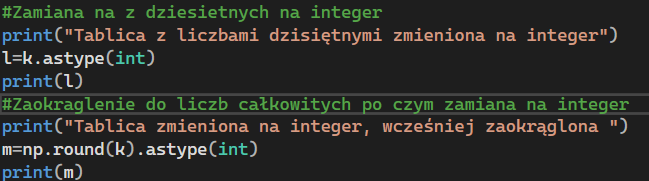 #Zamiana na z dziesietnych na integer
print("Tablica z liczbami dzisiętnymi zmieniona na integer")
l=k.astype(int)
print(l)
#Zaokraglenie do liczb całkowitych po czym zamiana na integer
print("Tablica zmieniona na integer, wcześniej zaokrąglona ")
m=np.round(k).astype(int)
print(m)